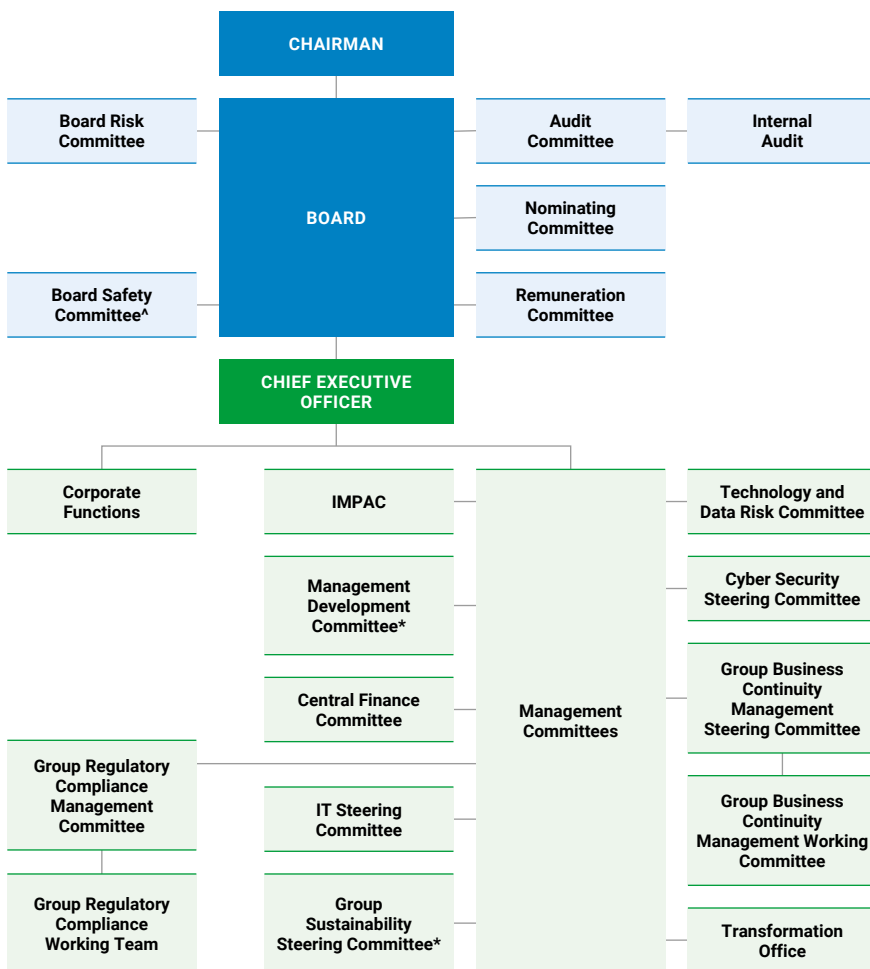 CHAIRMAN
Board Risk
Committee
BOARD
Audit
Committee
Internal
Audit
Nominating
Committee
Board Safety
Committee^
Remuneration
Committee
CHIEF EXECUTIVE
OFFICER
Corporate
Functions
IMPAC
Management
Committees
Technology and
Data Risk Committee
Management
Development
Committee*
Cyber Security
Steering Committee
Central Finance
Committee
Group Business
Continuity
Management
Steering Committee
Group Regulatory
Compliance
Management
Committee
IT Steering
Committee
Group Business
Continuity
Management Working
Committee
Group Regulatory
Compliance
Working Team
Group
Sustainability
Steering Committee*
Transformation
Office